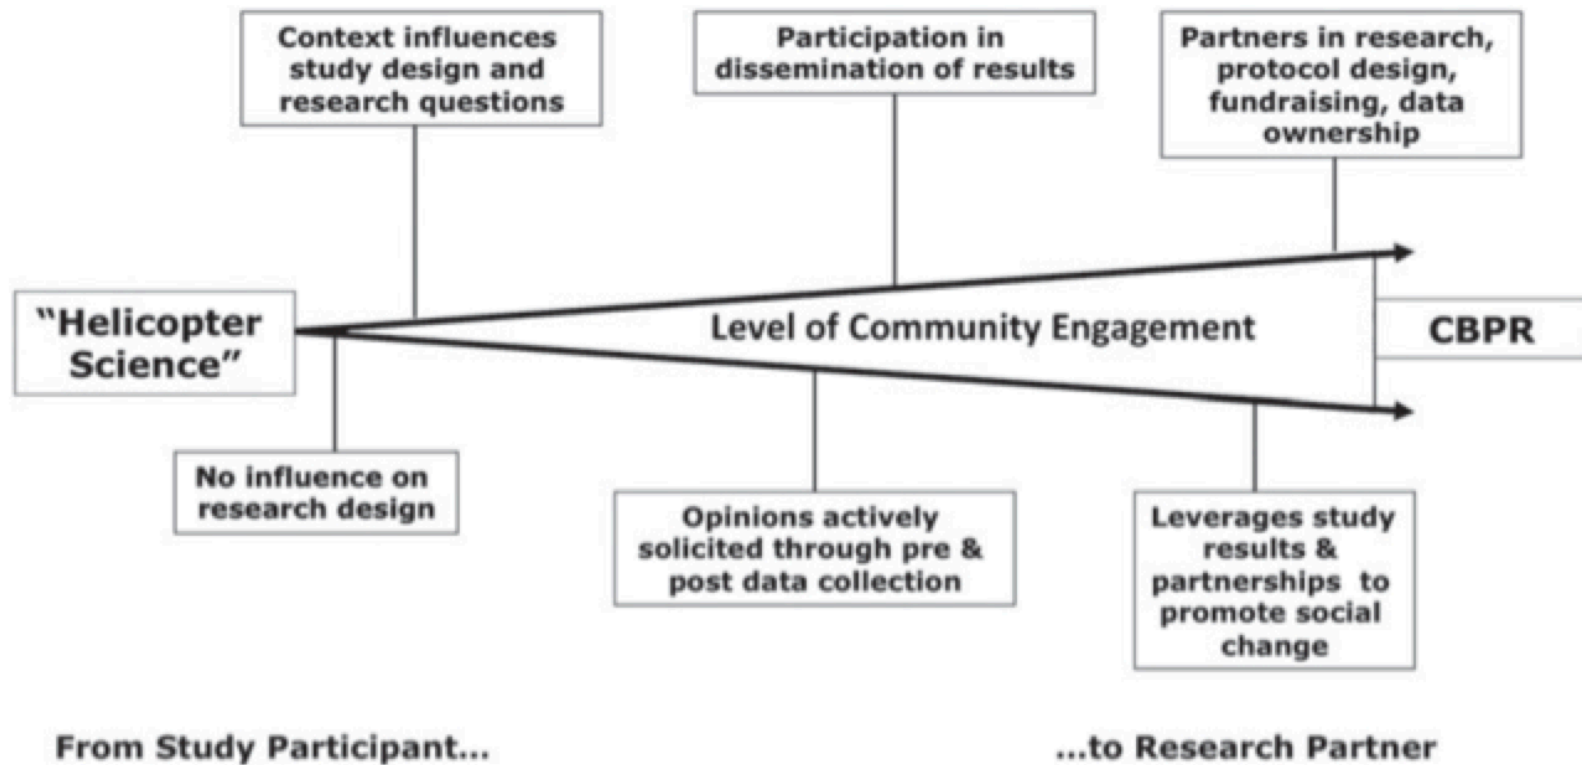 Context influences
study design and
research questions
Participation in
dissemination of results
Partners in research,
protocol design,
fundraising, data
ownership
“Helicopter
Science”
Level of Community Engagement
CBPR
No influence on
research design
Opinions actively
solicited through pre &
post data collection
Leverages study
results &
partnerships to
promote social
change
From Study Participant...
...to Research Partner